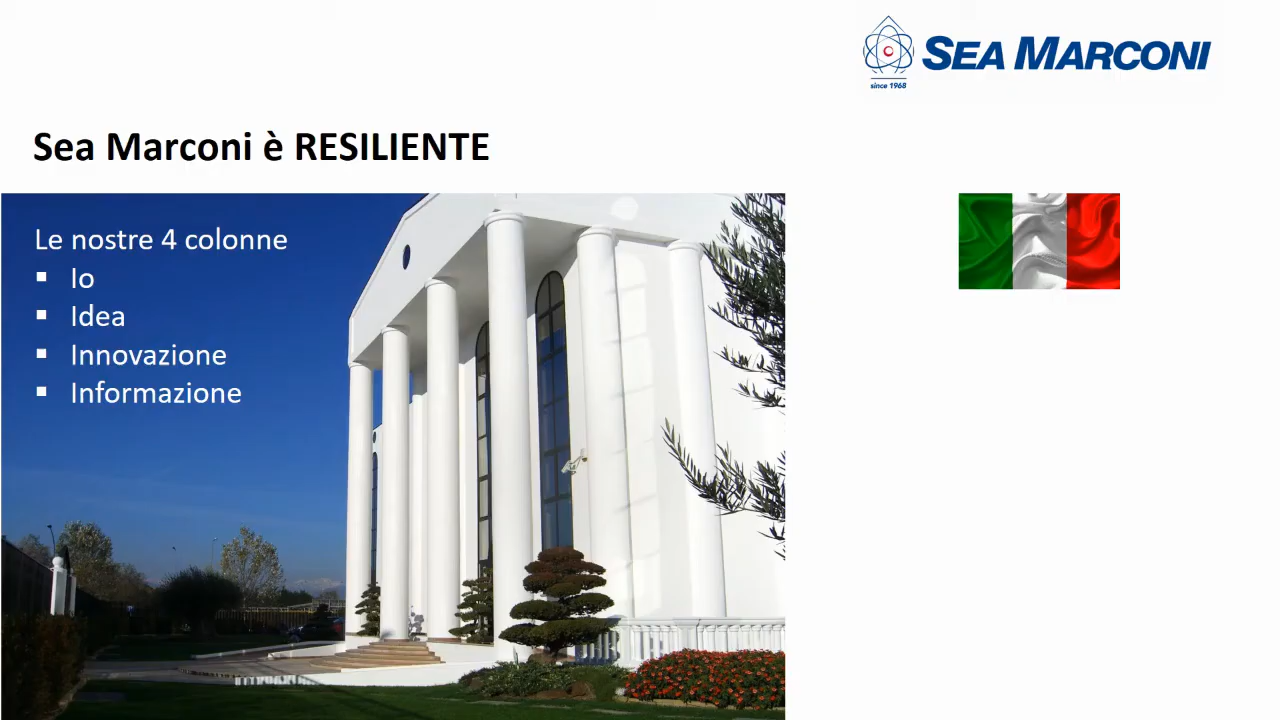 SEA MARCONI
since 1968
Sea Marconi è RESILIENTE
Le nostre 4 colonne
▪ Io
▪ Idea
▪ Innovazione
▪ Informazione